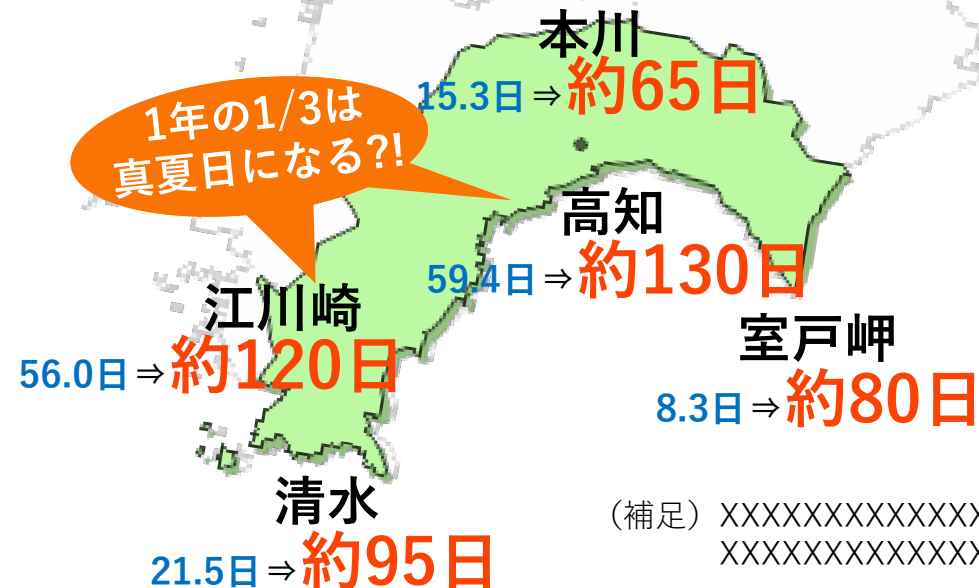 本川
15.3日⇒約65日
1年の1/3は
真夏日になる?!
高知
59.4日⇒約130日
江川崎
56.0日⇒約120日
室戸岬
8.3日⇒約80日
清水
21.5日⇒約95日
（補足）XXXXXXXXXXXXX
XXXXXXXXXXXXX